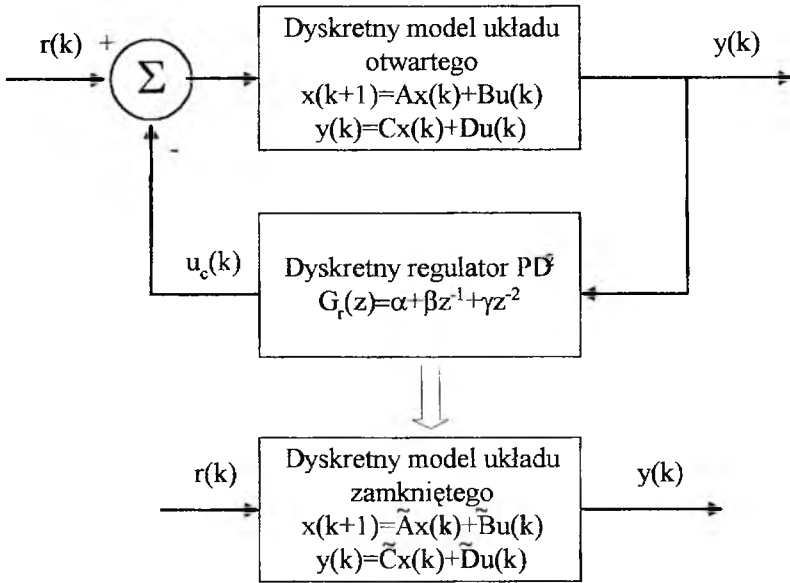 r(k)
+
Σ
-
Dyskretny model układu
otwartego
x(k+1)=Ax(k)+Bu(k)
y(k)=Cx(k)+Du(k)
y(k)
u_c(k)
Dyskretny regulator PD²
G_r(z)=α+βz⁻¹+γz⁻²
r(k)
Dyskretny model układu
zamkniętego
x(k+1)=Ãx(k)+B̃u(k)
y(k)=C̃x(k)+D̃u(k)
y(k)